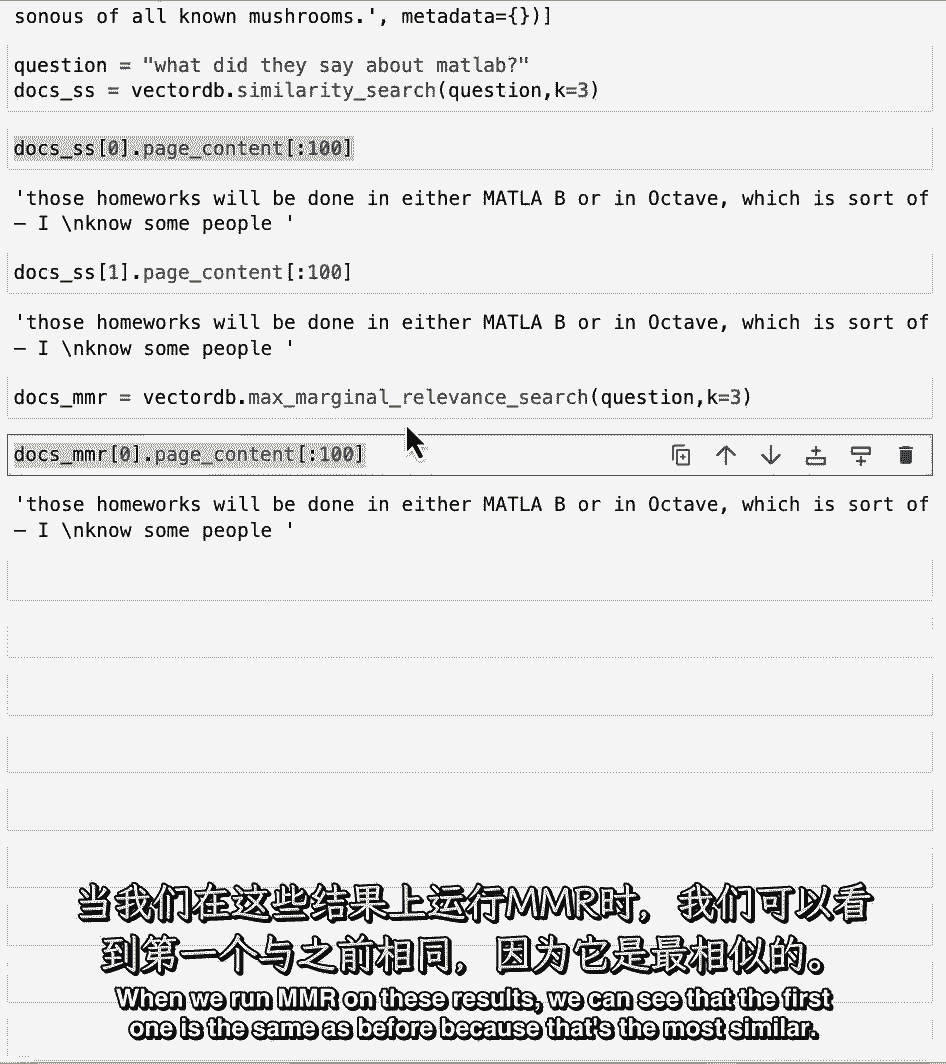 sonous of all known mushrooms.', metadata={})]
question = "what did they say about matlab?"
docs_ss = vectordb.similarity_search(question,k=3)
docs_ss[0].page_content[:100]
'those homeworks will be done in either MATLA B or in Octave, which is sort of
— I \nknow some people '
docs_ss[1].page_content[:100]
'those homeworks will be done in either MATLA B or in Octave, which is sort of
— I \nknow some people '
docs_mmr = vectordb.max_marginal_relevance_search(question,k=3)
docs_mmr[0].page_content[:100]
'those homeworks will be done in either MATLA B or in Octave, which is sort of
— I \nknow some people '
当我们在这些结果上运行MMR时，我们可以看
到第一个与之前相同，因为它是最相似的。
When we run MMR on these results, we can see that the first
one is the same as before because that's the most similar.